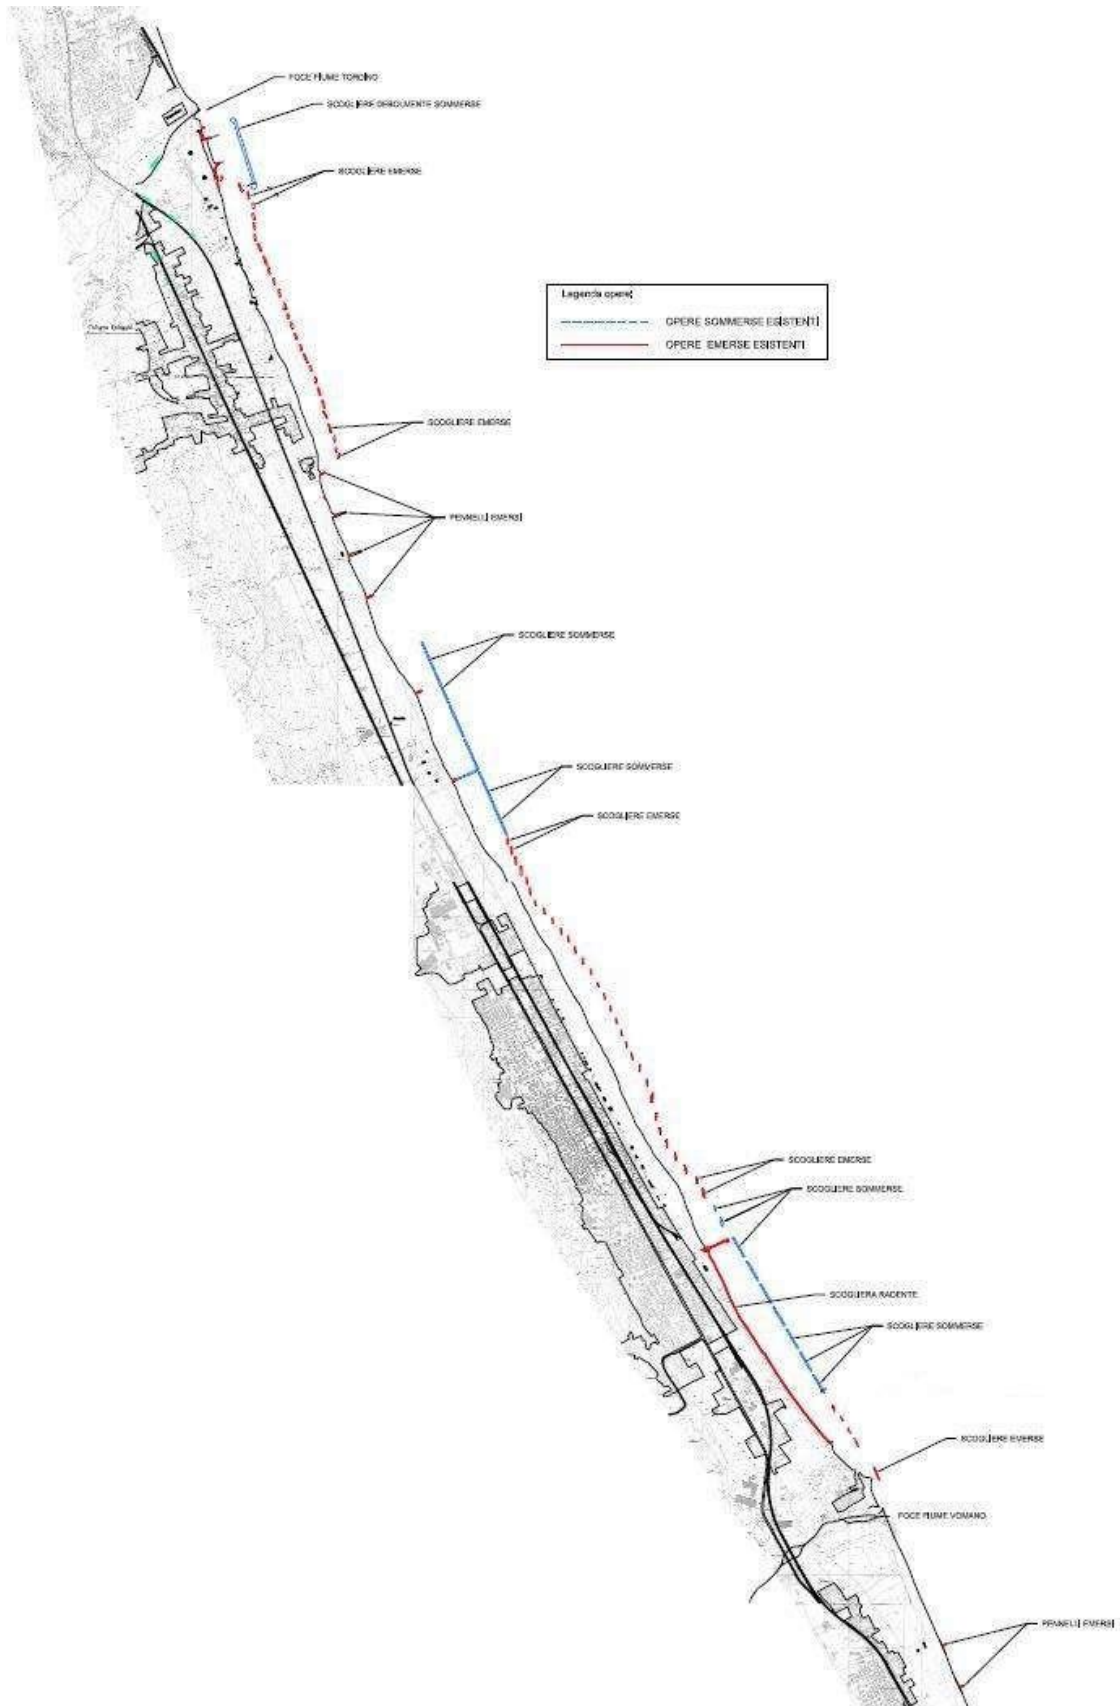 FOCE FIUME TORDINO
SCOGLIERE DEBOLMENTE SOMMERSE
SCOGLIERE EMERSE
Legenda opere:
OPERE SOMMERSE ESISTENTI
OPERE EMERSE ESISTENTI
SCOGLIERE EMERSE
PENNELLI EMERSI
SCOGLIERE SOMMERSE
SCOGLIERE SOMMERSE
SCOGLIERE EMERSE
SCOGLIERE EMERSE
SCOGLIERE SOMMERSE
SCOGLIERA RADENTE
SCOGLIERE SOMMERSE
SCOGLIERE EMERSE
FOCE FIUME VOMANO
PENNELLI EMERSI